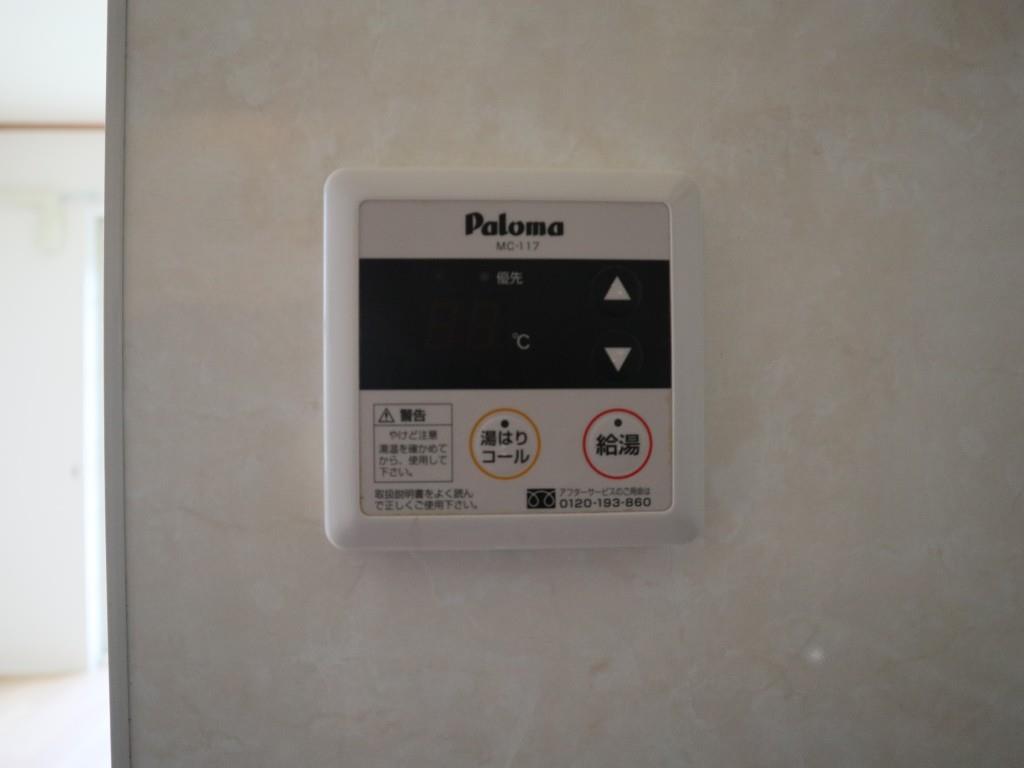 Paloma
MC-117
優先
℃
警告
やけど注意
湯温を確かめて
から、使用して
下さい。
湯はり
コール
給湯
取扱説明書をよく読ん
で正しくご使用下さい。
アフターサービスのご用命は
0120-193-860